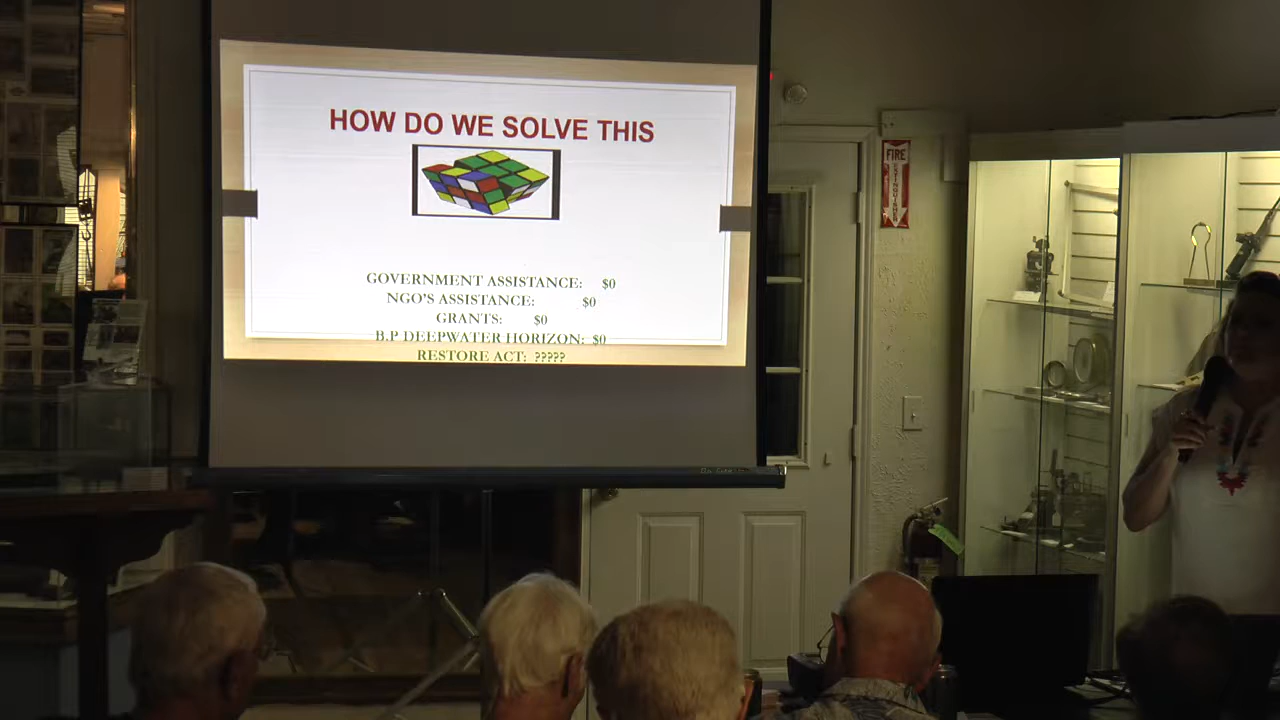 HOW DO WE SOLVE THIS
GOVERNMENT ASSISTANCE: $0
NGO'S ASSISTANCE: $0
GRANTS: $0
B.P DEEPWATER HORIZON: $0
RESTORE ACT: ?????
FIRE
EXTINGUISHER